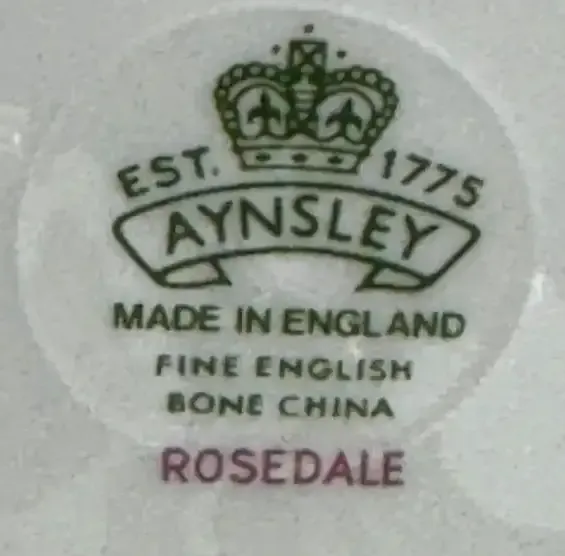 EST. 1775
AYNSLEY
MADE IN ENGLAND
FINE ENGLISH
BONE CHINA
ROSEDALE